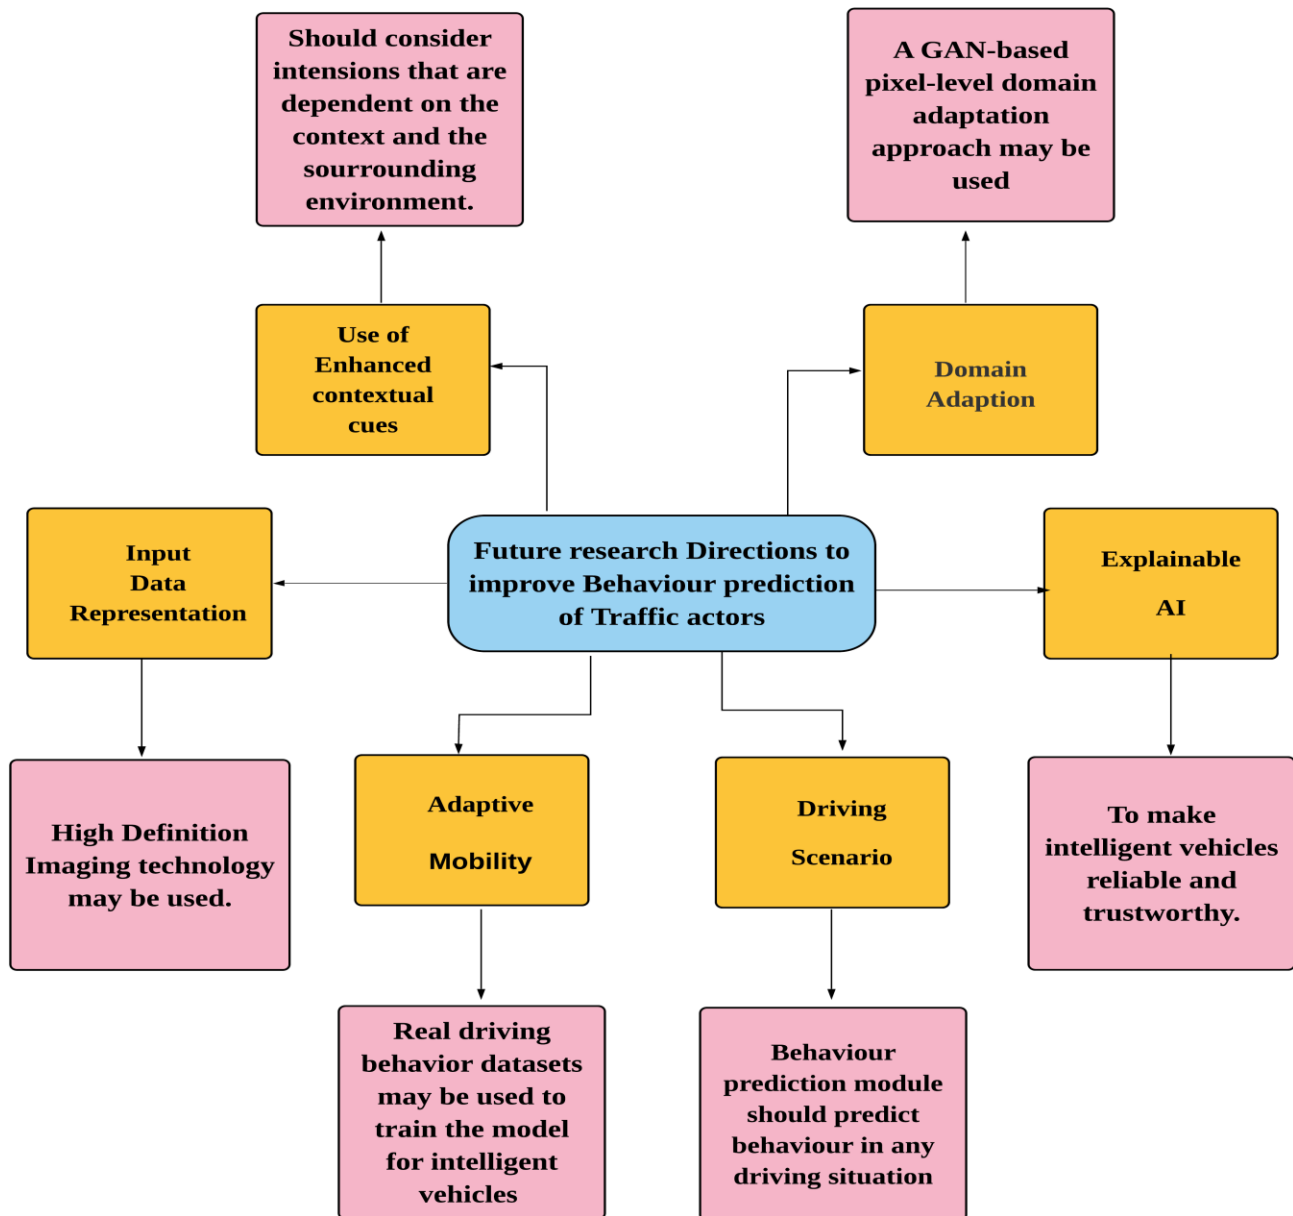 Should consider
intensions that are
dependent on the
context and the
sourrounding
environment.
A GAN-based
pixel-level domain
adaptation
approach may be
used
Use of
Enhanced
contextual
cues
Domain
Adaption
Input
Data
Representation
Future research Directions to
improve Behaviour prediction
of Traffic actors
Explainable
AI
High Definition
Imaging technology
may be used.
Adaptive
Mobility
Driving
Scenario
To make
intelligent vehicles
reliable and
trustworthy.
Real driving
behavior datasets
may be used to
train the model
for intelligent
vehicles
Behaviour
prediction module
should predict
behaviour in any
driving situation